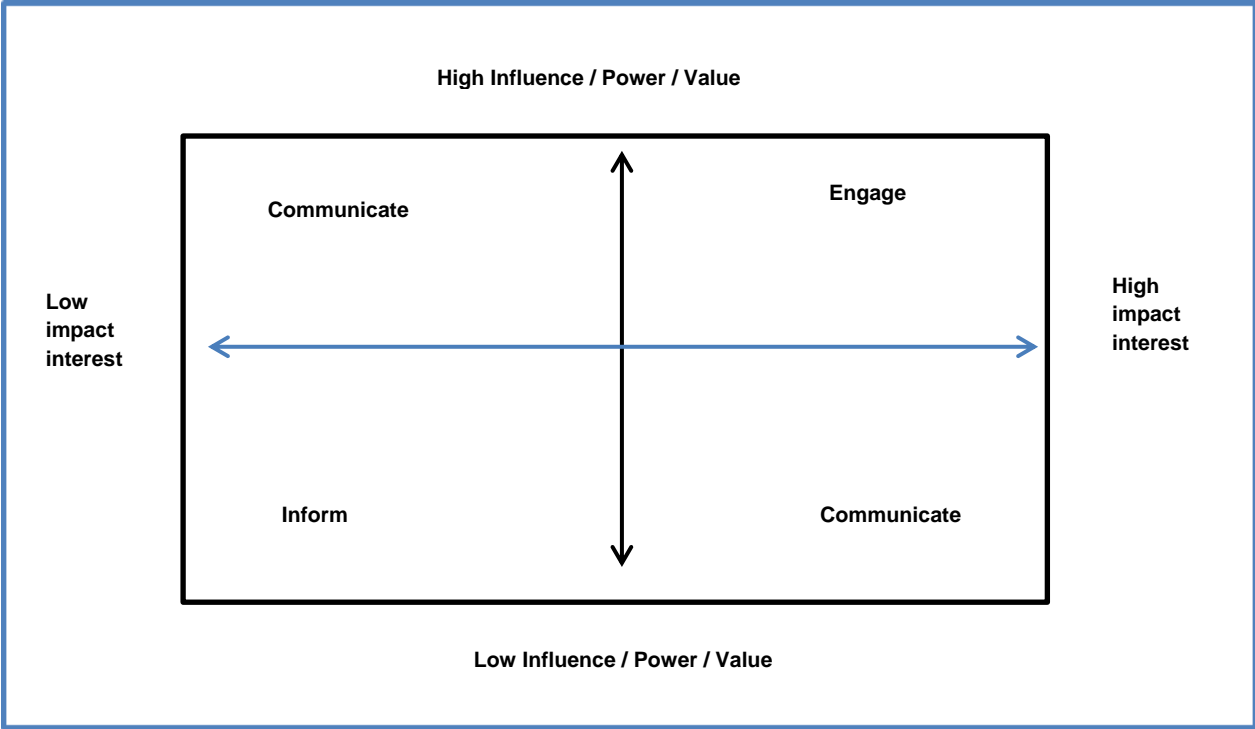 High Influence / Power / Value
Communicate
Engage
Low
impact
interest
High
impact
interest
Inform
Communicate
Low Influence / Power / Value